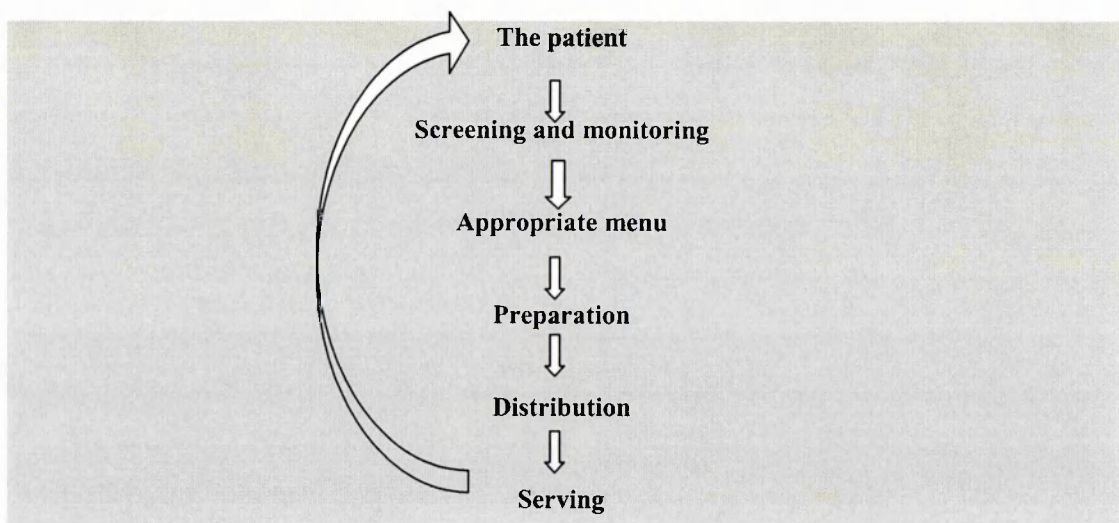 The patient
Screening and monitoring
Appropriate menu
Preparation
Distribution
Serving